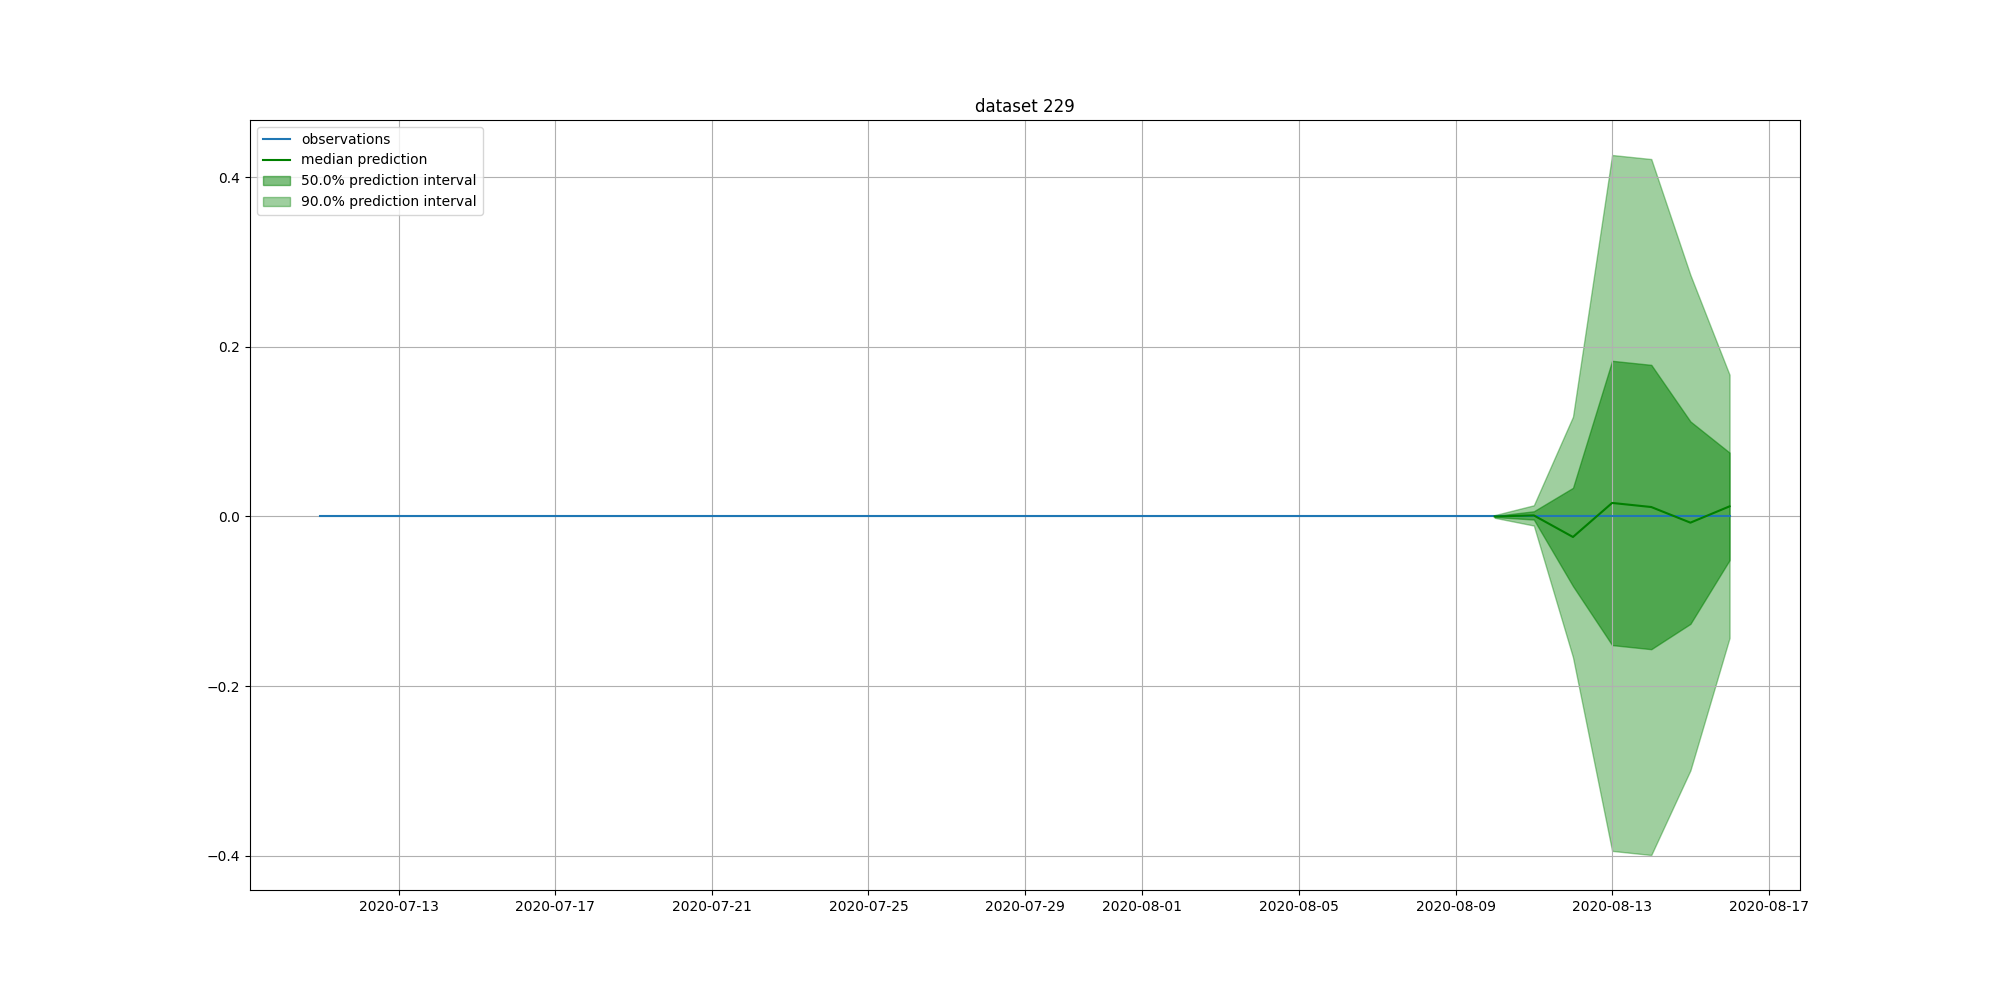 dataset 229
observations
median prediction
50.0% prediction interval
90.0% prediction interval
0.4
0.2
0.0
−0.2
−0.4
2020-07-13 2020-07-17 2020-07-21 2020-07-25 2020-07-29 2020-08-01 2020-08-05 2020-08-09 2020-08-13 2020-08-17